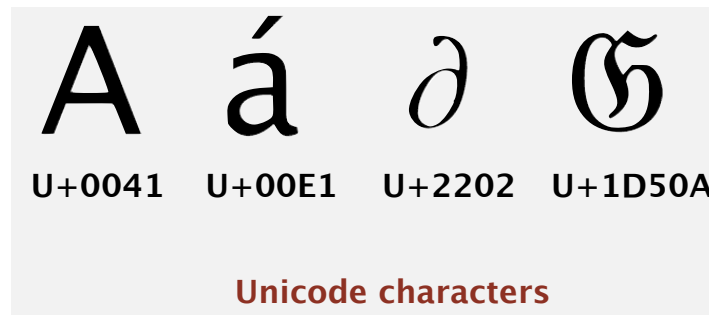 A á ∂ 𝔊
U+0041 U+00E1 U+2202 U+1D50A
Unicode characters